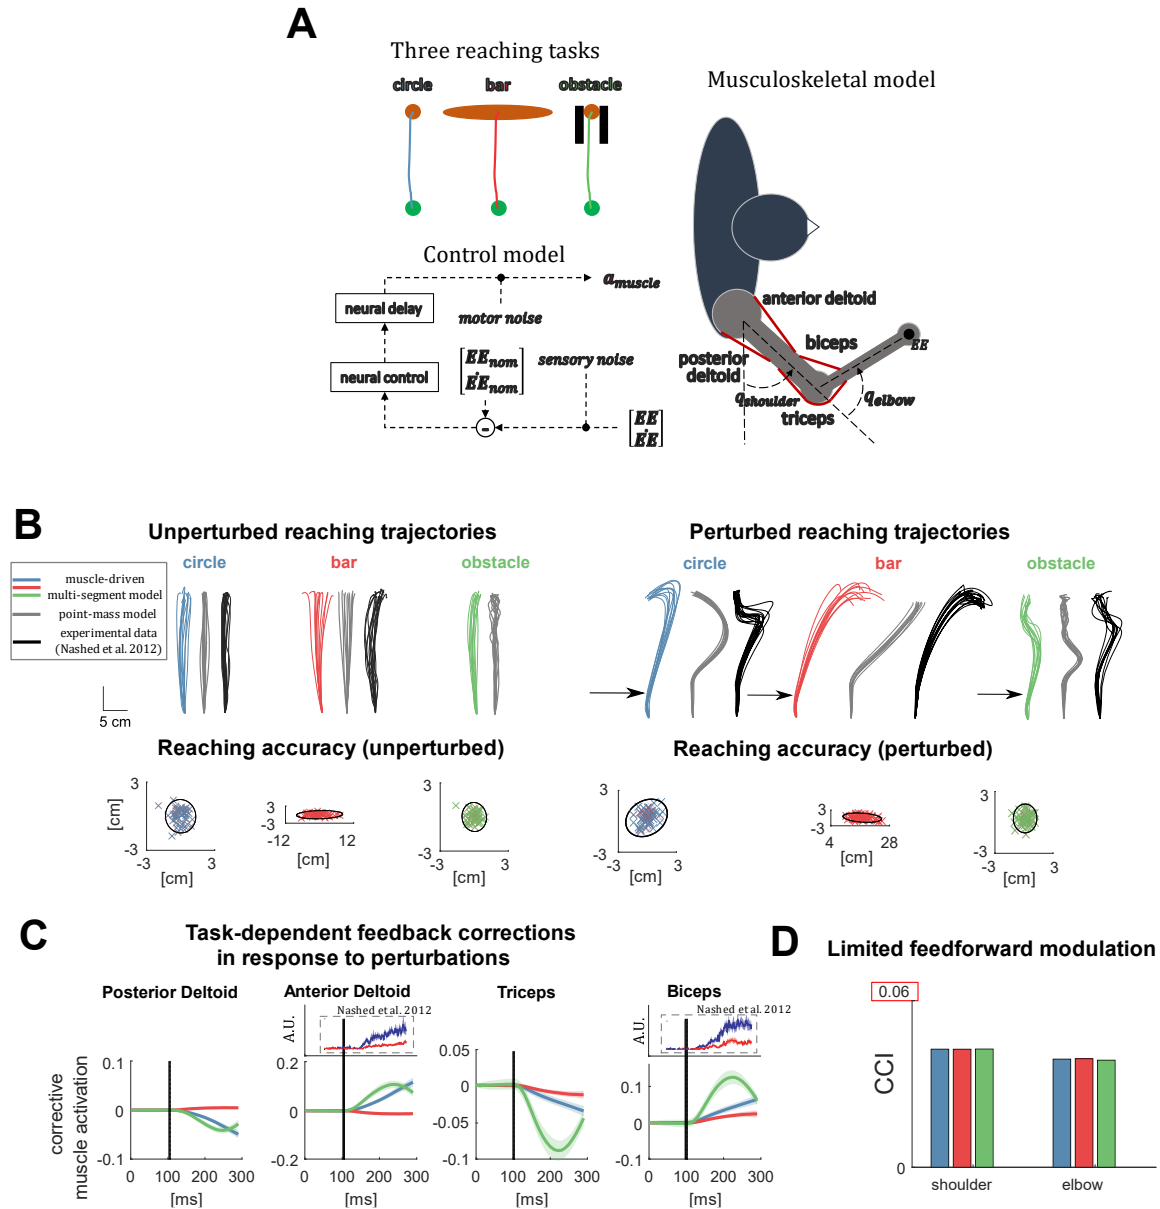 A
Three reaching tasks
circle
bar
obstacle
Musculoskeletal model
Control model
a_muscle
neural delay
motor noise
neural control
EE_nom
ĖE_nom
sensory noise
-
EE
ĖE
anterior deltoid
biceps
EE
posterior
deltoid
q_shoulder
q_elbow
triceps
B
Unperturbed reaching trajectories
Perturbed reaching trajectories
circle
bar
obstacle
circle
bar
obstacle
muscle-driven
multi-segment model
point-mass model
experimental data
(Nashed et al. 2012)
5 cm
Reaching accuracy (unperturbed)
Reaching accuracy (perturbed)
3
[cm]
-3
-3
3
[cm]
3
-3
-12
12
[cm]
3
-3
-3
3
[cm]
3
-3
-3
3
[cm]
3
-3
4
28
[cm]
3
-3
-3
3
[cm]
C
Task-dependent feedback corrections
in response to perturbations
D
Limited feedforward modulation
Posterior Deltoid
Anterior Deltoid
Triceps
Biceps
corrective
muscle activation
0.1
0
-0.1
0
100
200
300
[ms]
A.U.
Nashed et al. 2012
0.2
0
-0.2
0
100
200
300
[ms]
0.05
0
-0.05
-0.1
0
100
200
300
[ms]
A.U.
Nashed et al. 2012
0.1
0
-0.1
0
100
200
300
[ms]
0.06
CCI
0
shoulder
elbow